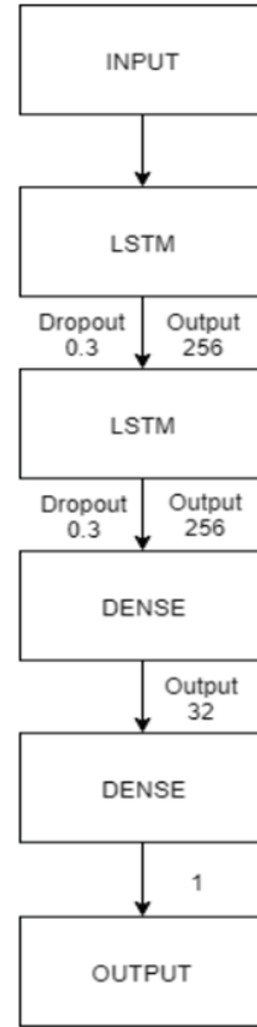 INPUT
LSTM
Dropout
0.3
Output
256
LSTM
Dropout
0.3
Output
256
DENSE
Output
32
DENSE
1
OUTPUT